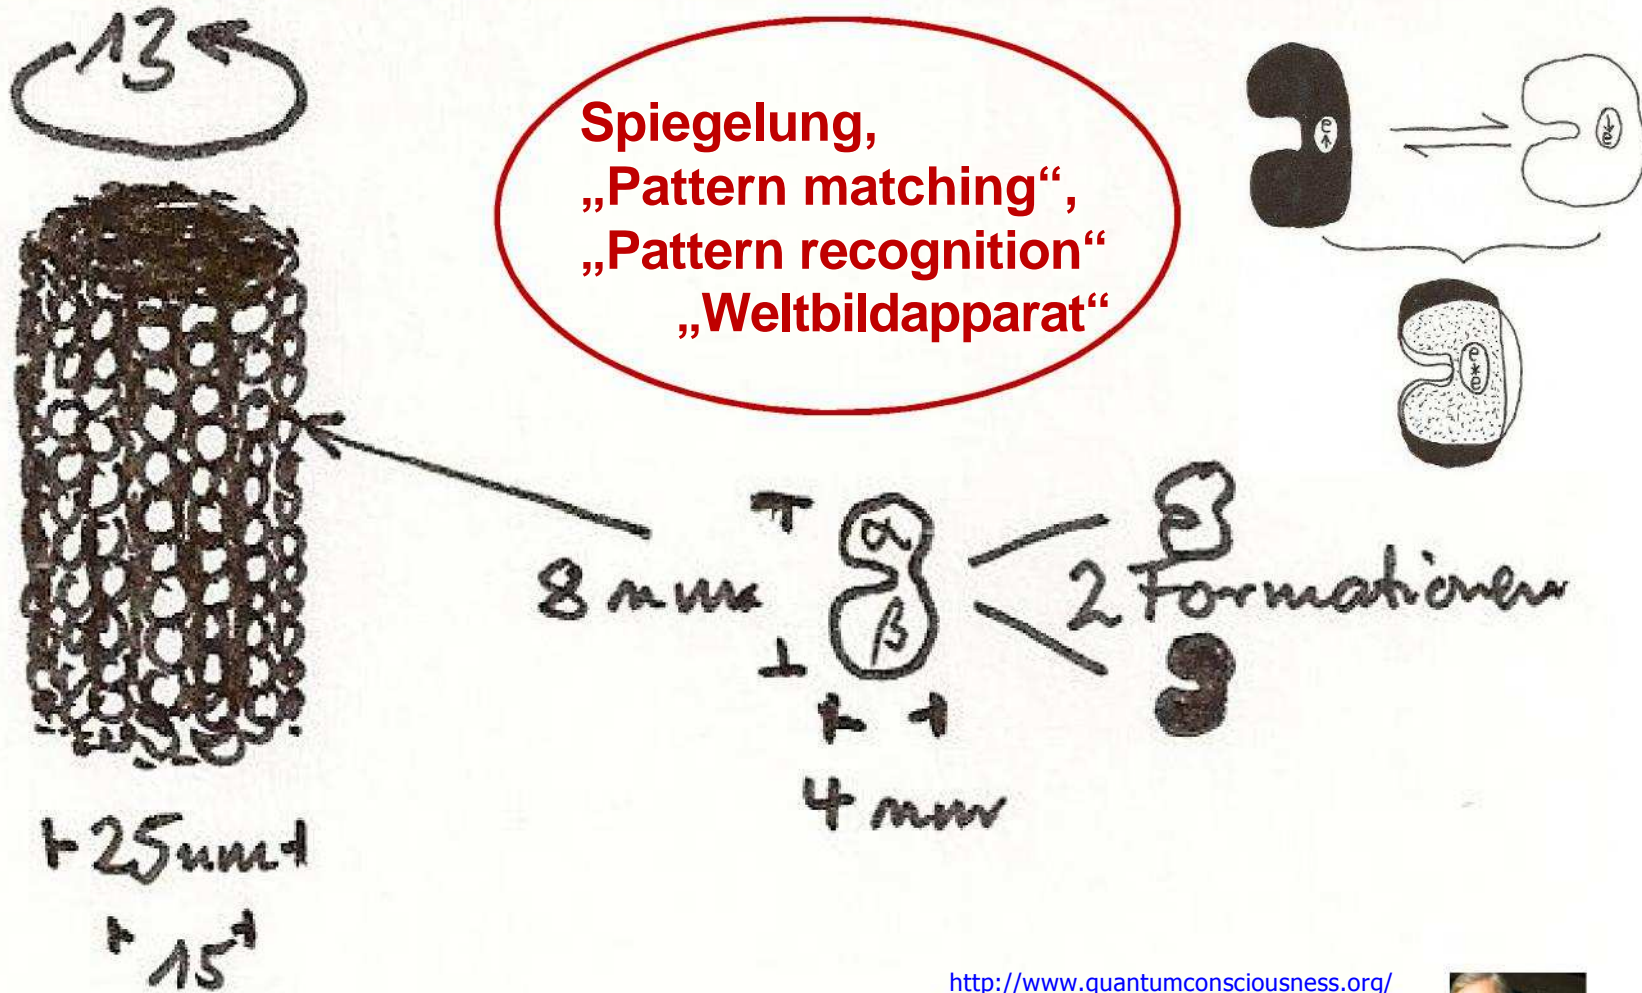 13
Spiegelung,
„Pattern matching“,
„Pattern recognition“
„Weltbildapparat“
e↑
e↓
e*e
α
β
8 nm
2 Formationen
4 nm
25 nm
15
http://www.quantumconsciousness.org/